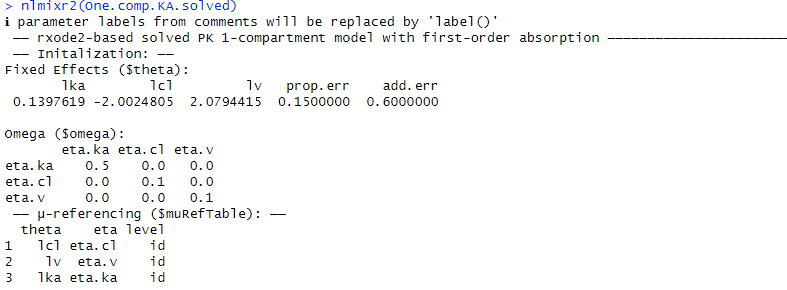 > nlmixr2(One.comp.KA.solved)
ℹ parameter labels from comments will be replaced by 'label()'
── rxode2-based solved PK 1-compartment model with first-order absorption ───────────────────────
── Initalization: ──
Fixed Effects ($theta):
lka lcl lv prop.err add.err
0.1397619 -2.0024805 2.0794415 0.1500000 0.6000000
Omega ($omega):
eta.ka eta.cl eta.v
eta.ka 0.5 0.0 0.0
eta.cl 0.0 0.1 0.0
eta.v 0.0 0.0 0.1
── μ-referencing ($muRefTable): ──
theta eta level
1 lcl eta.cl id
2 lv eta.v id
3 lka eta.ka id